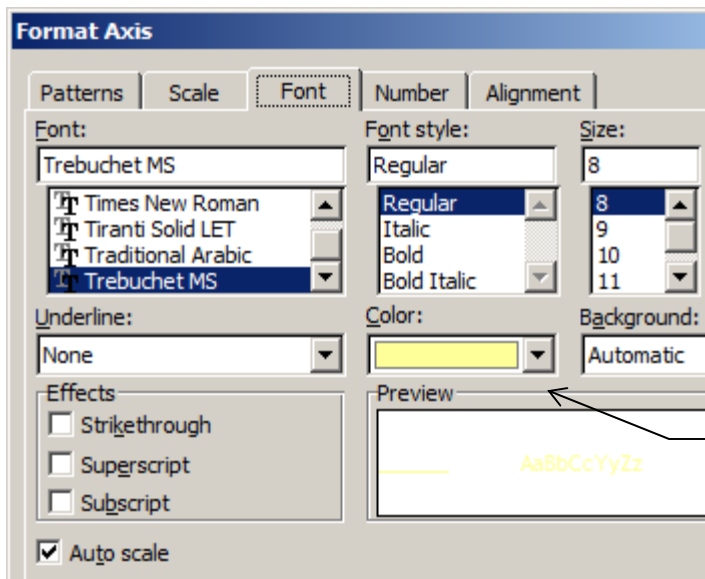 Format Axis
Patterns Scale Font Number Alignment
Font: Font style: Size:
Trebuchet MS Regular 8
Times New Roman Regular 8
Tiranti Solid LET Italic 9
Traditional Arabic Bold 10
Trebuchet MS Bold Italic 11
Underline: Color: Background:
None Automatic
Effects Preview
Strikethrough
Superscript AaBbCcYyZz
Subscript
Auto scale